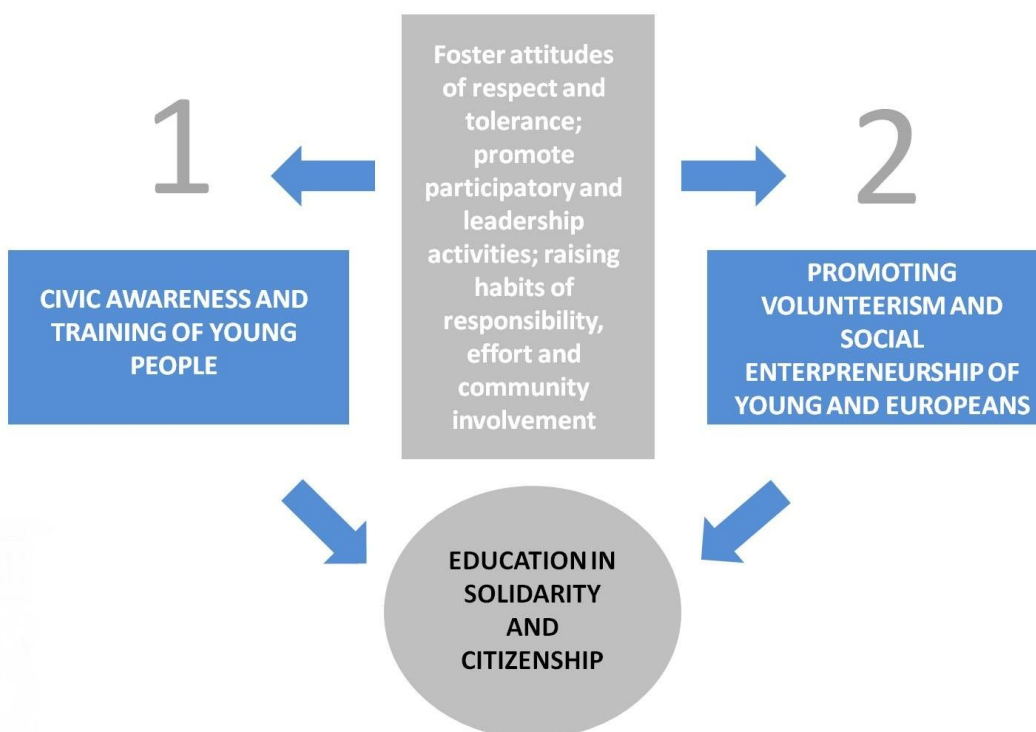 Foster attitudes
of respect and
tolerance;
promote
participatory and
leadership
activities; raising
habits of
responsibility,
effort and
community
involvement
1
CIVIC AWARENESS AND
TRAINING OF YOUNG
PEOPLE
2
PROMOTING
VOLUNTEERISM AND
SOCIAL
ENTERPRENEURSHIP OF
YOUNG AND EUROPEANS
EDUCATION IN
SOLIDARITY
AND
CITIZENSHIP